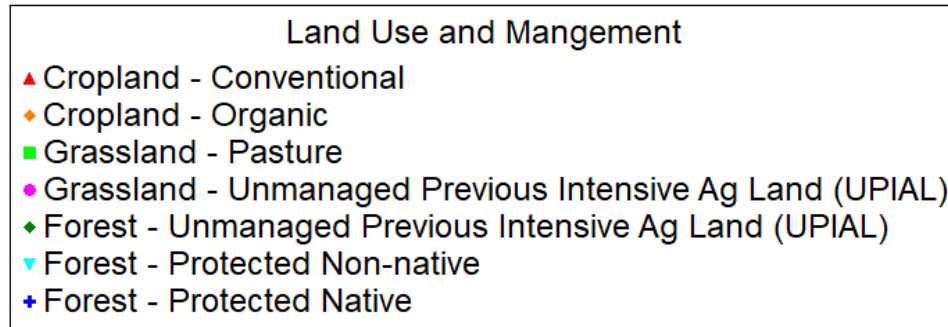 Land Use and Mangement
Cropland - Conventional
Cropland - Organic
Grassland - Pasture
Grassland - Unmanaged Previous Intensive Ag Land (UPIAL)
Forest - Unmanaged Previous Intensive Ag Land (UPIAL)
Forest - Protected Non-native
Forest - Protected Native